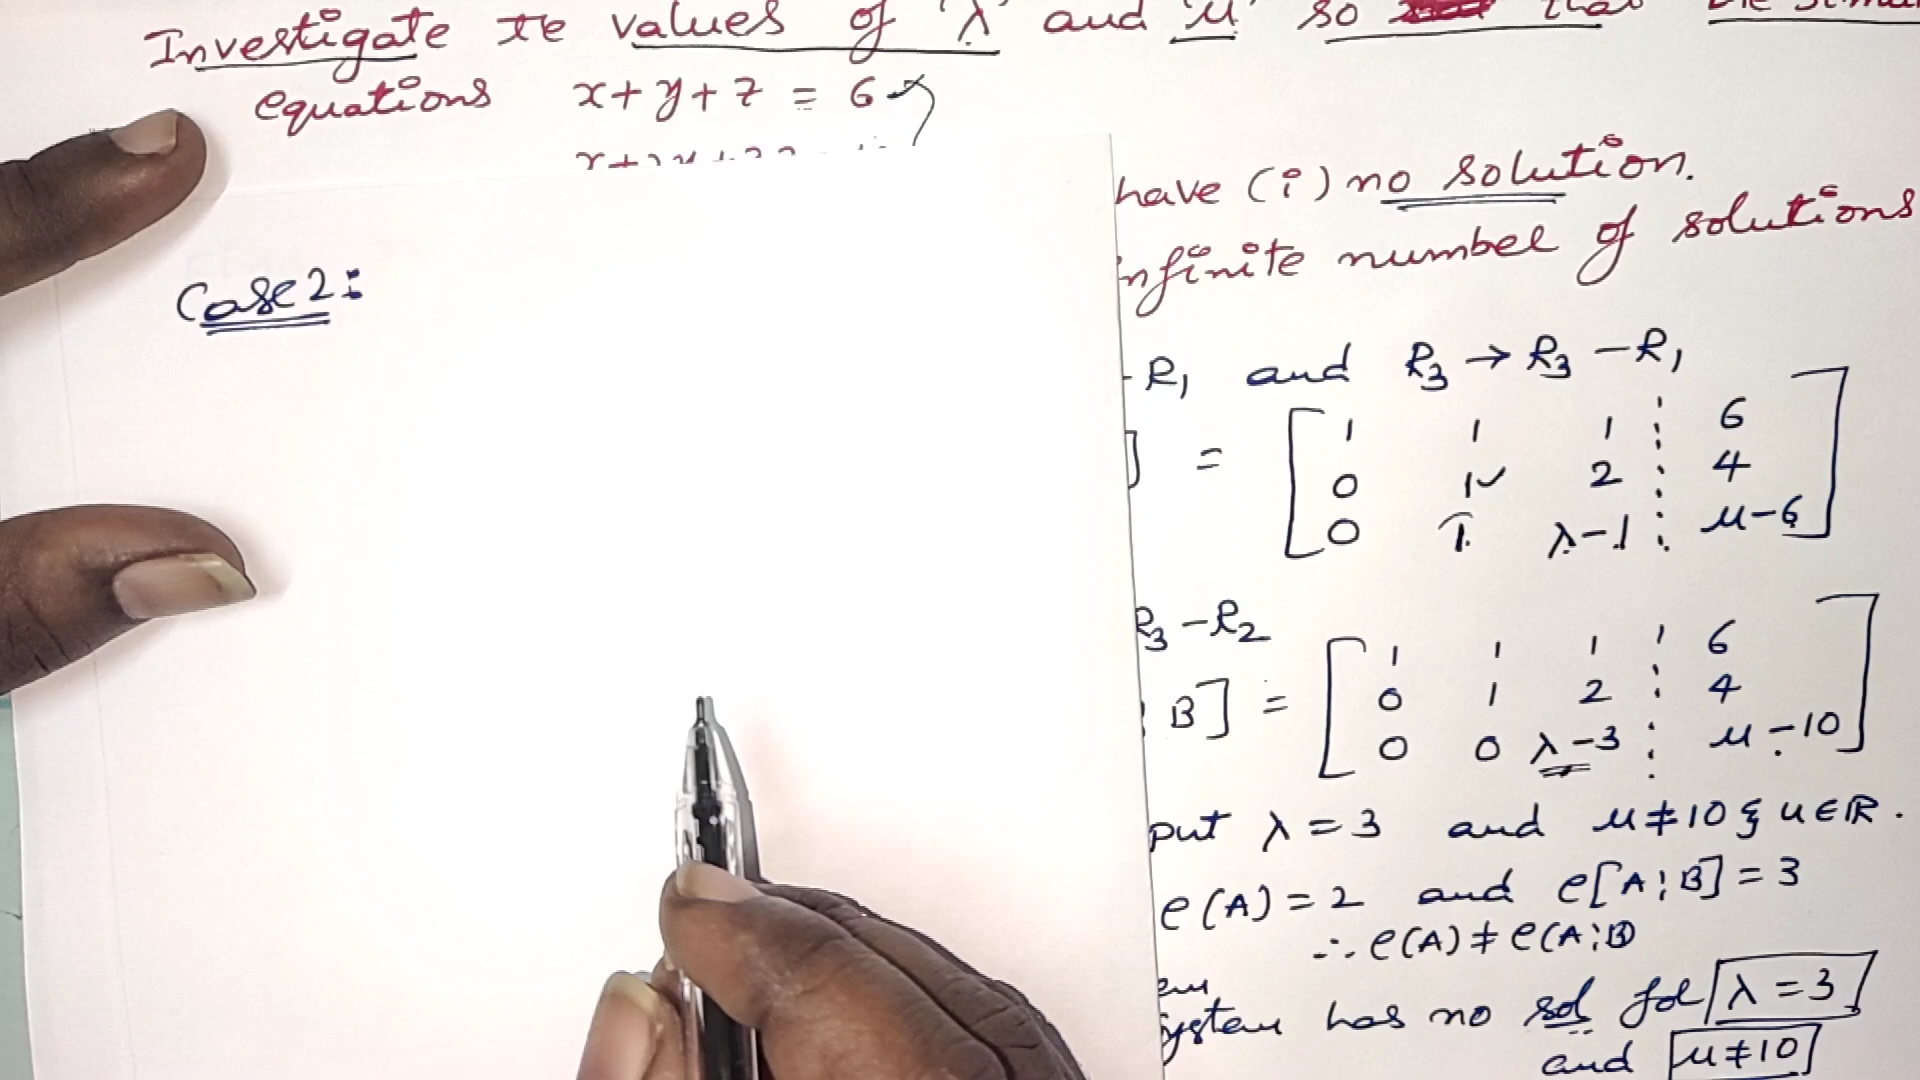 Investigate te values of 'λ' and 'μ' so that
equations x+y+z = 6
have (i) no solution.
infinite number of solutions
Case 2:
- R₁ and R₃ → R₃ - R₁
] = [ 1 1 1 ⋮ 6
0 1 2 ⋮ 4
0 1 λ-1 ⋮ μ-6 ]
R₃ - R₂
: B] = [ 1 1 1 ⋮ 6
0 1 2 ⋮ 4
0 0 λ-3 ⋮ μ-10 ]
put λ = 3 and μ ≠ 10 ξ μ ∈ ℝ.
ρ(A) = 2 and ρ[A ⋮ B] = 3
∴ ρ(A) ≠ ρ(A ⋮ B)
system has no sol for λ = 3
and μ ≠ 10